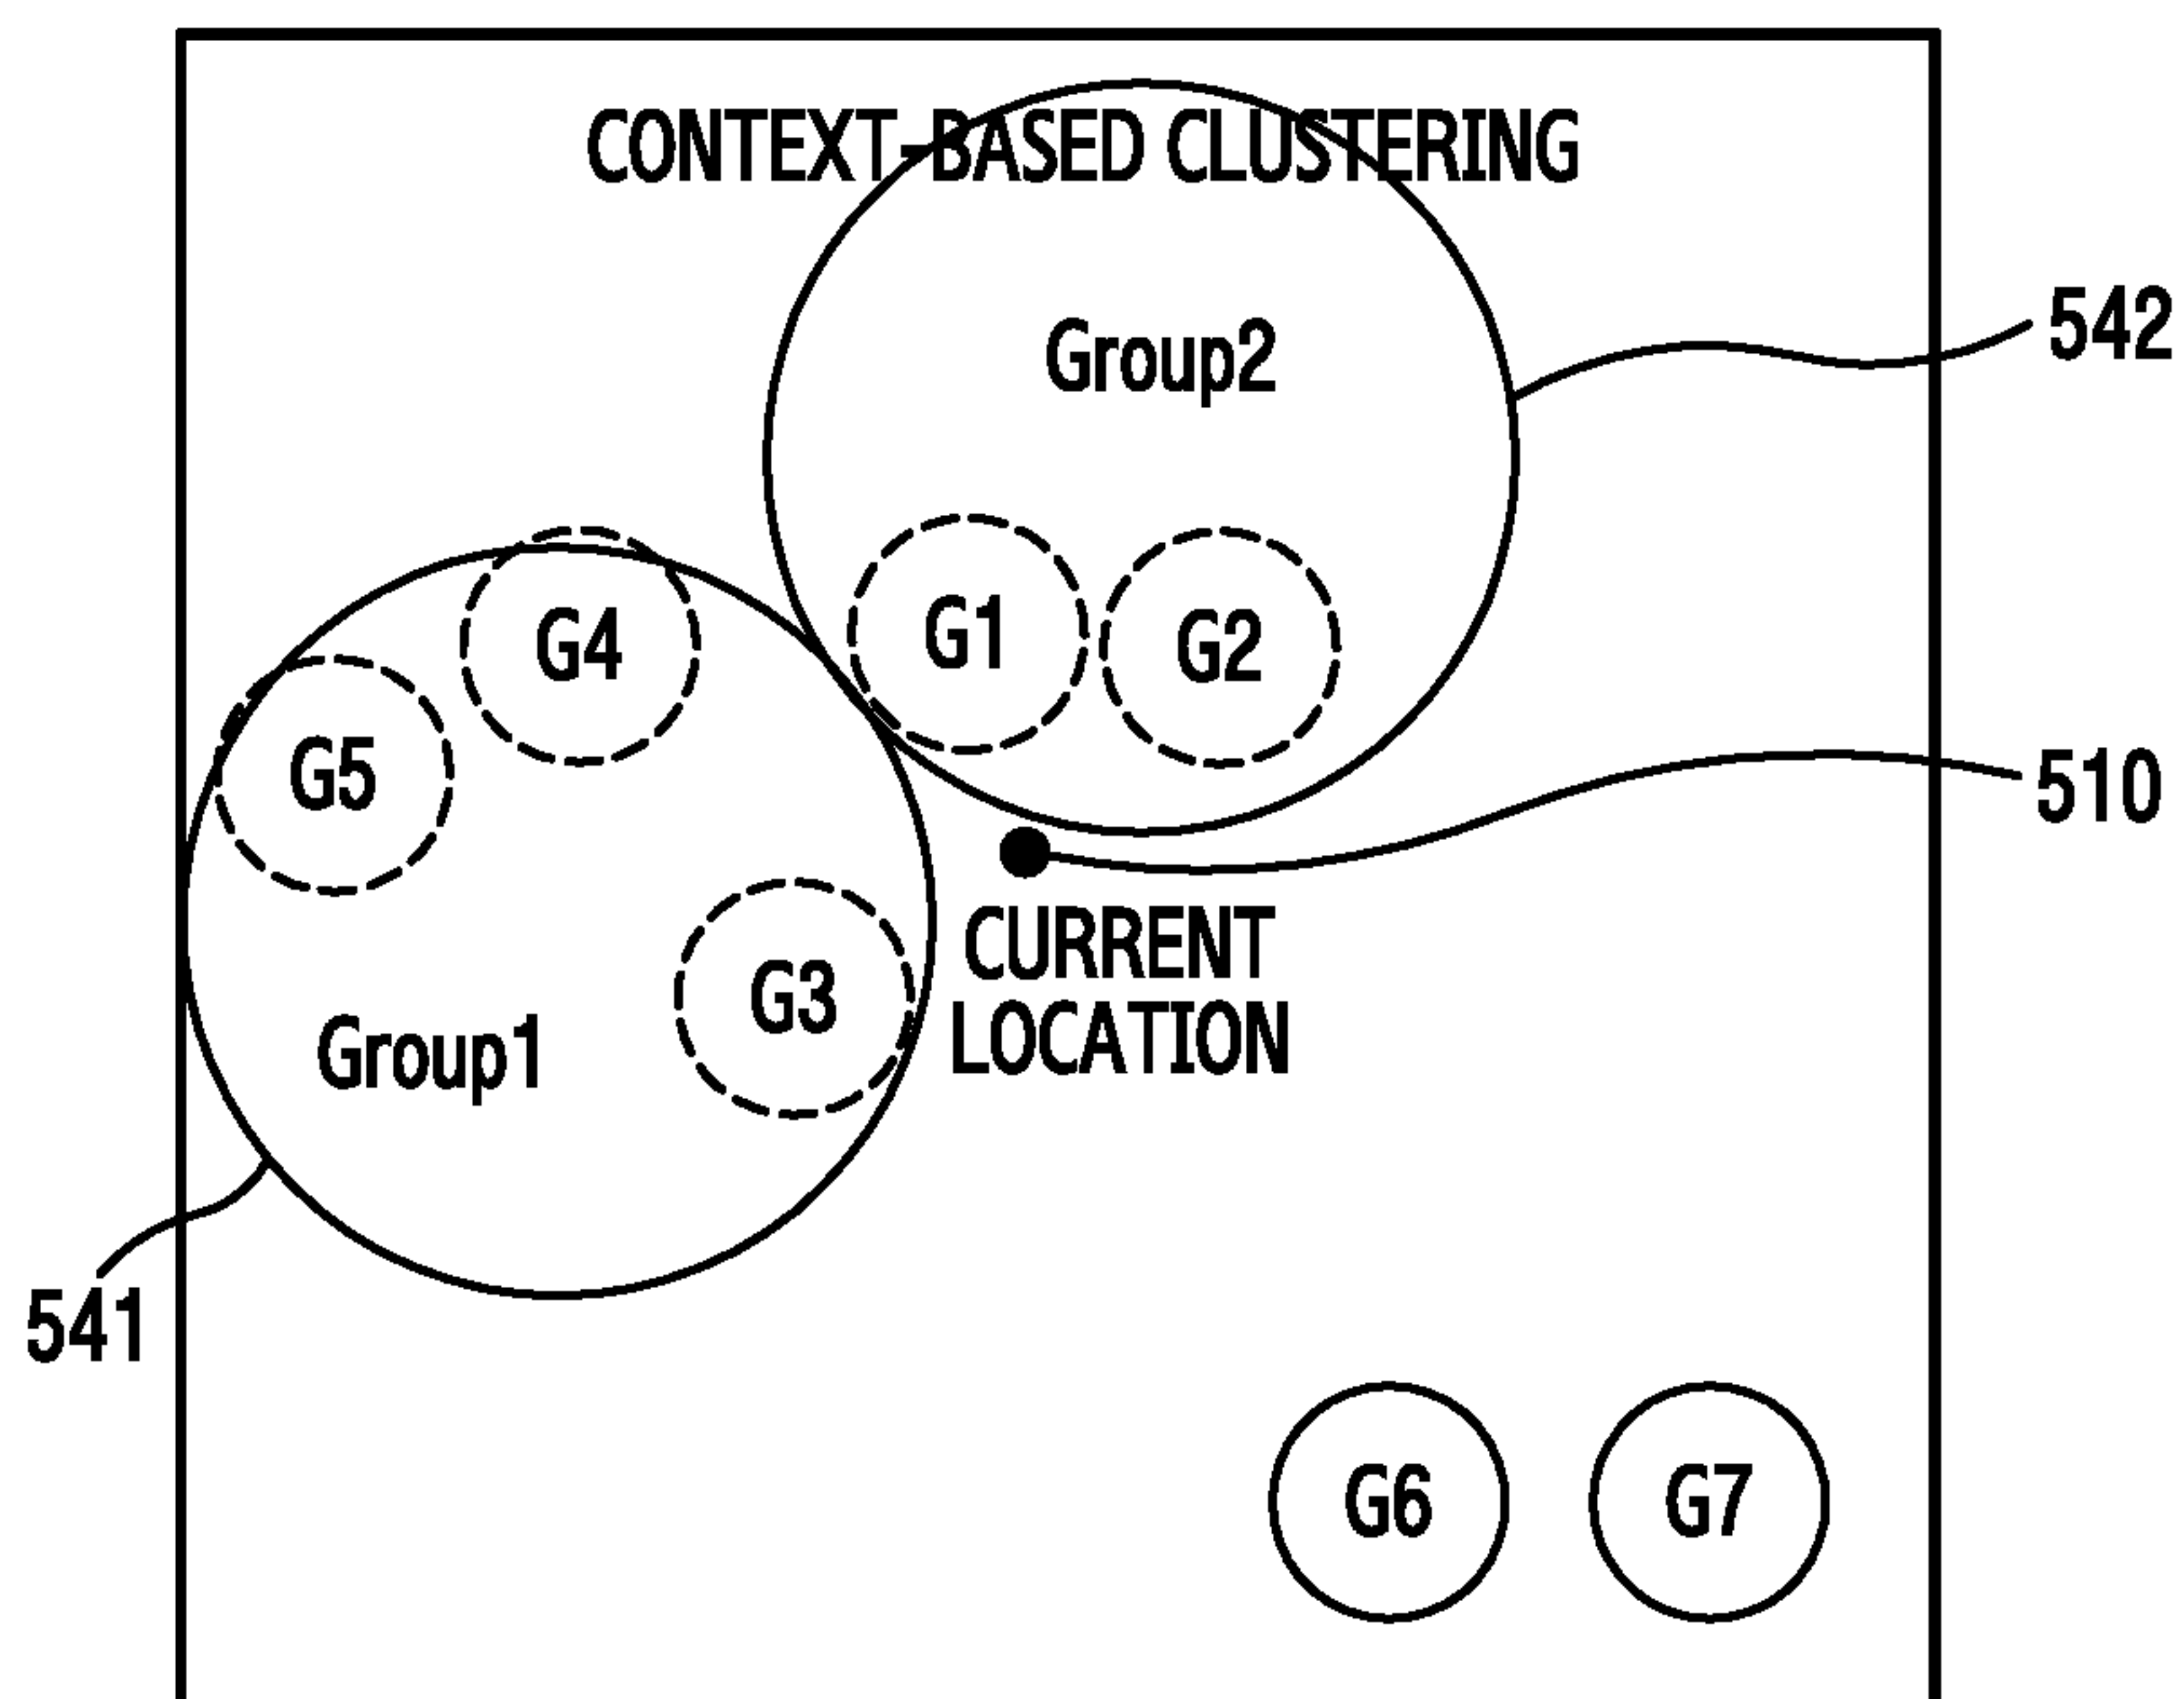 CONTEXT-BASED CLUSTERING
Group2
542
G1
G2
G4
G5
510
CURRENT
LOCATION
G3
Group1
541
G6
G7